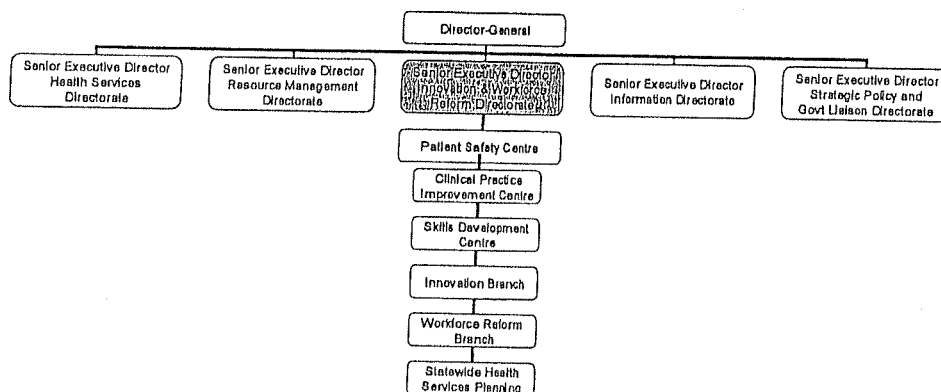 Director-General
Senior Executive Director
Health Services
Directorate
Senior Executive Director
Resource Management
Directorate
Senior Executive Director
Innovation & Workforce
Reform Directorate
Senior Executive Director
Information Directorate
Senior Executive Director
Strategic Policy and
Govt Liaison Directorate
Patient Safety Centre
Clinical Practice
Improvement Centre
Skills Development
Centre
Innovation Branch
Workforce Reform
Branch
Statewide Health
Services Planning